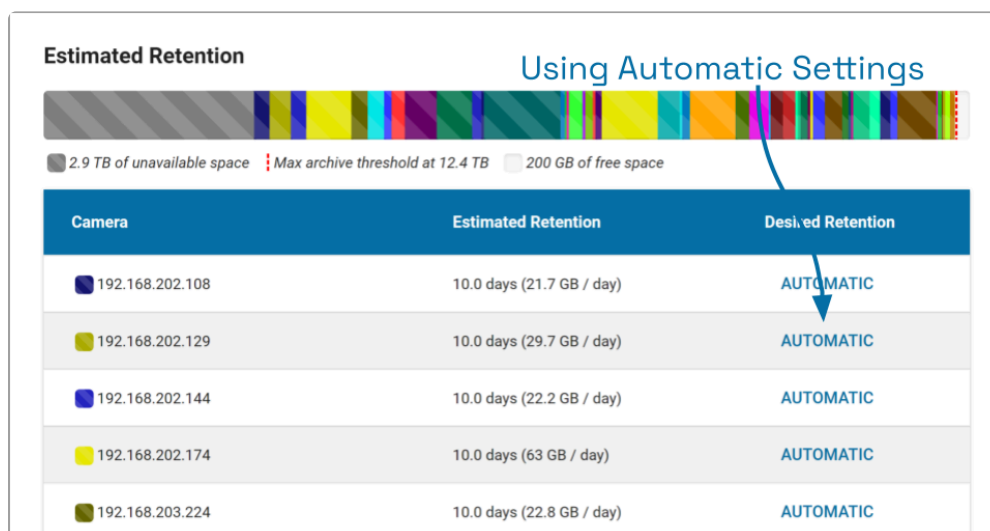 Estimated Retention
Using Automatic Settings
2.9 TB of unavailable space Max archive threshold at 12.4 TB 200 GB of free space
Camera Estimated Retention Desired Retention
192.168.202.108 10.0 days (21.7 GB / day) AUTOMATIC
192.168.202.129 10.0 days (29.7 GB / day) AUTOMATIC
192.168.202.144 10.0 days (22.2 GB / day) AUTOMATIC
192.168.202.174 10.0 days (63 GB / day) AUTOMATIC
192.168.203.224 10.0 days (22.8 GB / day) AUTOMATIC